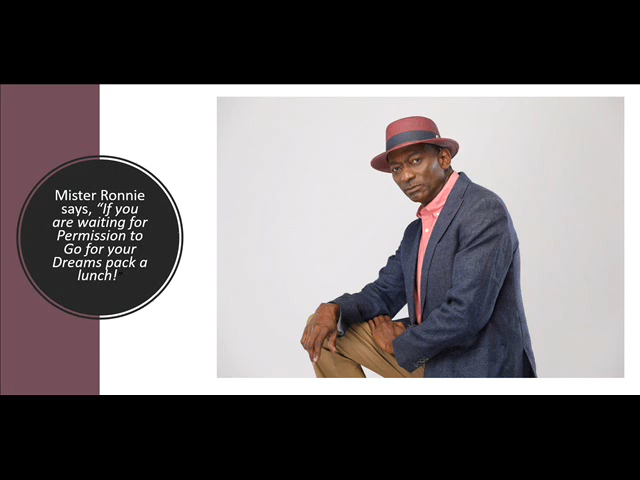 Mister Ronnie
says, “If you
are waiting for
Permission to
Go for your
Dreams pack a
lunch!”